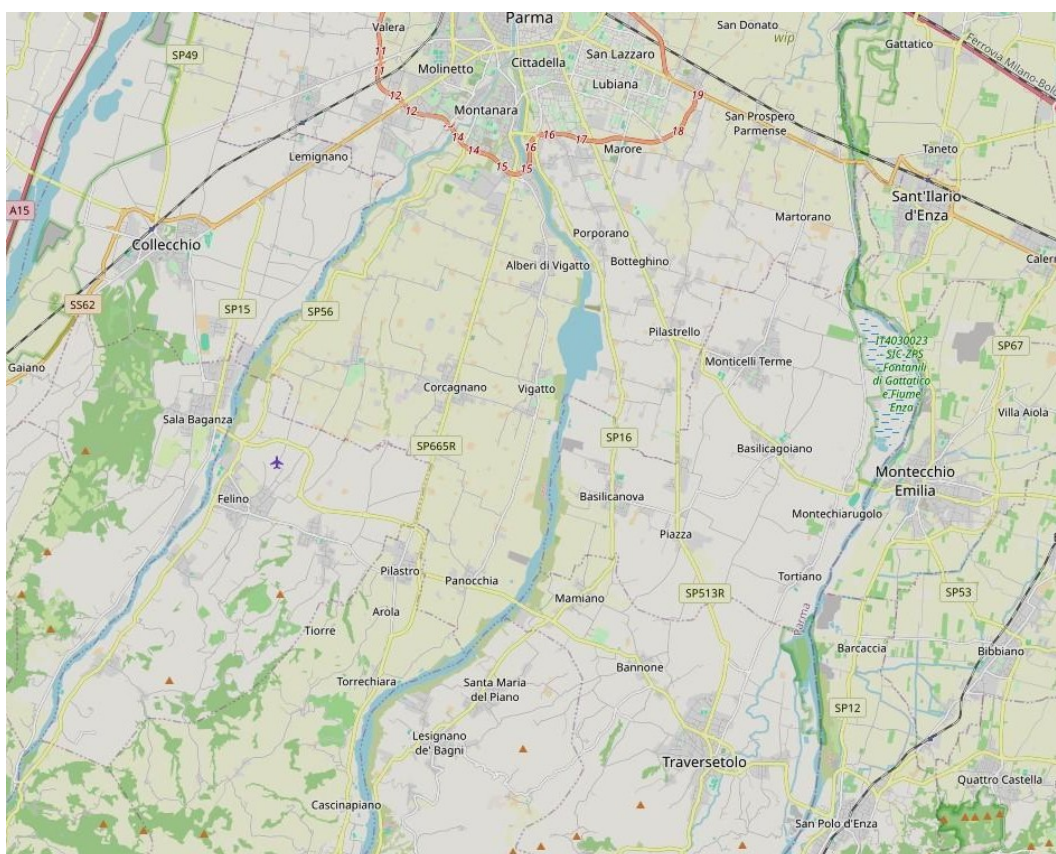 Parma
San Donato
Valera
wip
Gattatico
SP49
11
Cittadella
San Lazzaro
Ferrovia Milano-Bol
Molinetto
11
Lubiana
12
19
12
Montanara
San Prospero
Parmense
14
16
17
18
14
16
Marore
Taneto
Lemignano
15
15
Sant'Ilario
d'Enza
A15
Martorano
Collecchio
Porporano
Alberi di Vigatto
Botteghino
Calern
SS62
SP15
SP56
Pilastrello
IT4030023
SIC-ZPS
Fontanili
di Gattatico
e Fiume
Enza
SP67
Gaiano
Monticelli Terme
Corcagnano
Vigatto
Villa Aiola
Sala Baganza
SP665R
SP16
Basilicagoiano
Montecchio
Emilia
Felino
Basilicanova
Montechiarugolo
Piazza
Pilastro
Panocchia
Tortiano
Arola
Mamiano
SP513R
SP53
Tiorre
Parma
Barcaccia
Bibbiano
Torrechiara
Santa Maria
del Piano
Bannone
SP12
Lesignano
de' Bagni
Traversetolo
Quattro Castella
Cascinapiano
San Polo d'Enza